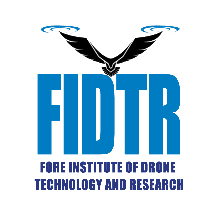 FIDTR
FORE INSTITUTE OF DRONE
TECHNOLOGY AND RESEARCH